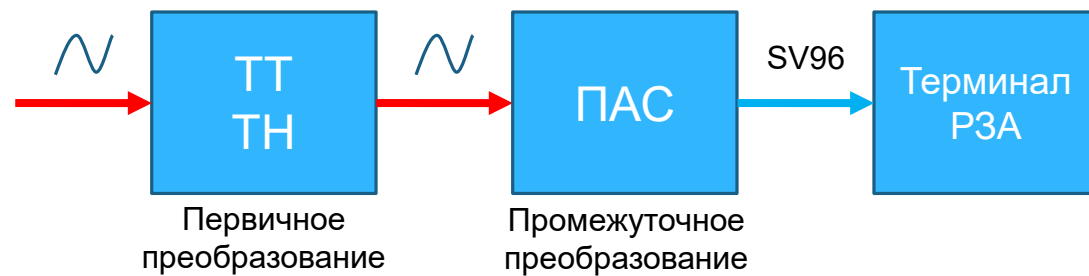 ТТ
ТН
ПАС
SV96
Терминал
РЗА
Первичное
преобразование
Промежуточное
преобразование